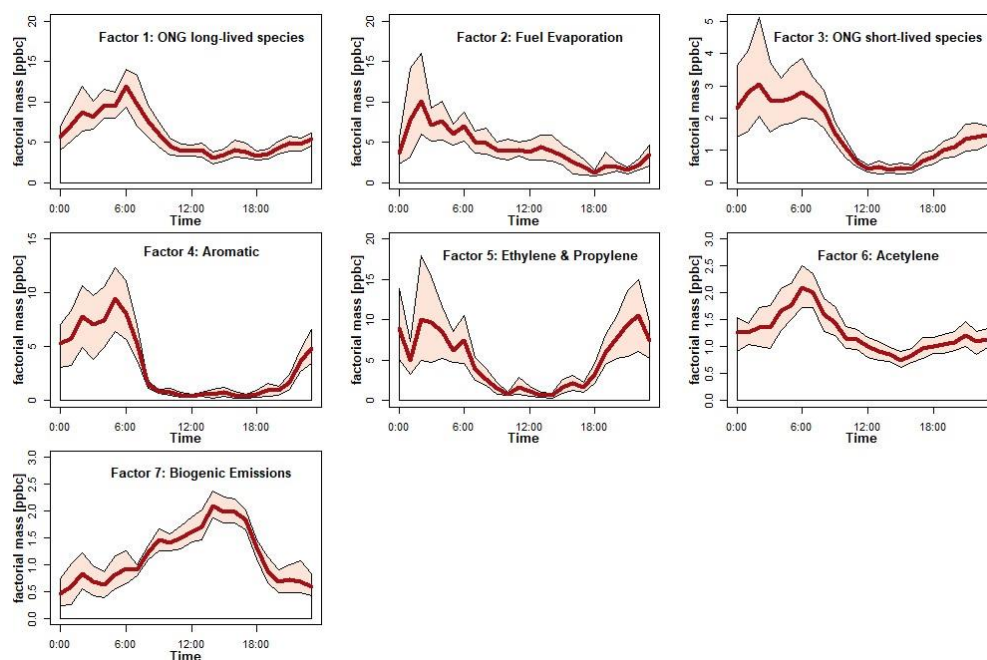 Factor 1: ONG long-lived species
factorial mass [ppbc]
20
15
10
5
0
0:00 6:00 12:00 18:00
Time
Factor 2: Fuel Evaporation
factorial mass [ppbc]
20
15
10
5
0
0:00 6:00 12:00 18:00
Time
Factor 3: ONG short-lived species
factorial mass [ppbc]
5
4
3
2
1
0
0:00 6:00 12:00 18:00
Time
Factor 4: Aromatic
factorial mass [ppbc]
15
10
5
0
0:00 6:00 12:00 18:00
Time
Factor 5: Ethylene & Propylene
factorial mass [ppbc]
20
15
10
5
0
0:00 6:00 12:00 18:00
Time
Factor 6: Acetylene
factorial mass [ppbc]
3.0
2.5
2.0
1.5
1.0
0.5
0.0
0:00 6:00 12:00 18:00
Time
Factor 7: Biogenic Emissions
factorial mass [ppbc]
3.0
2.5
2.0
1.5
1.0
0.5
0.0
0:00 6:00 12:00 18:00
Time